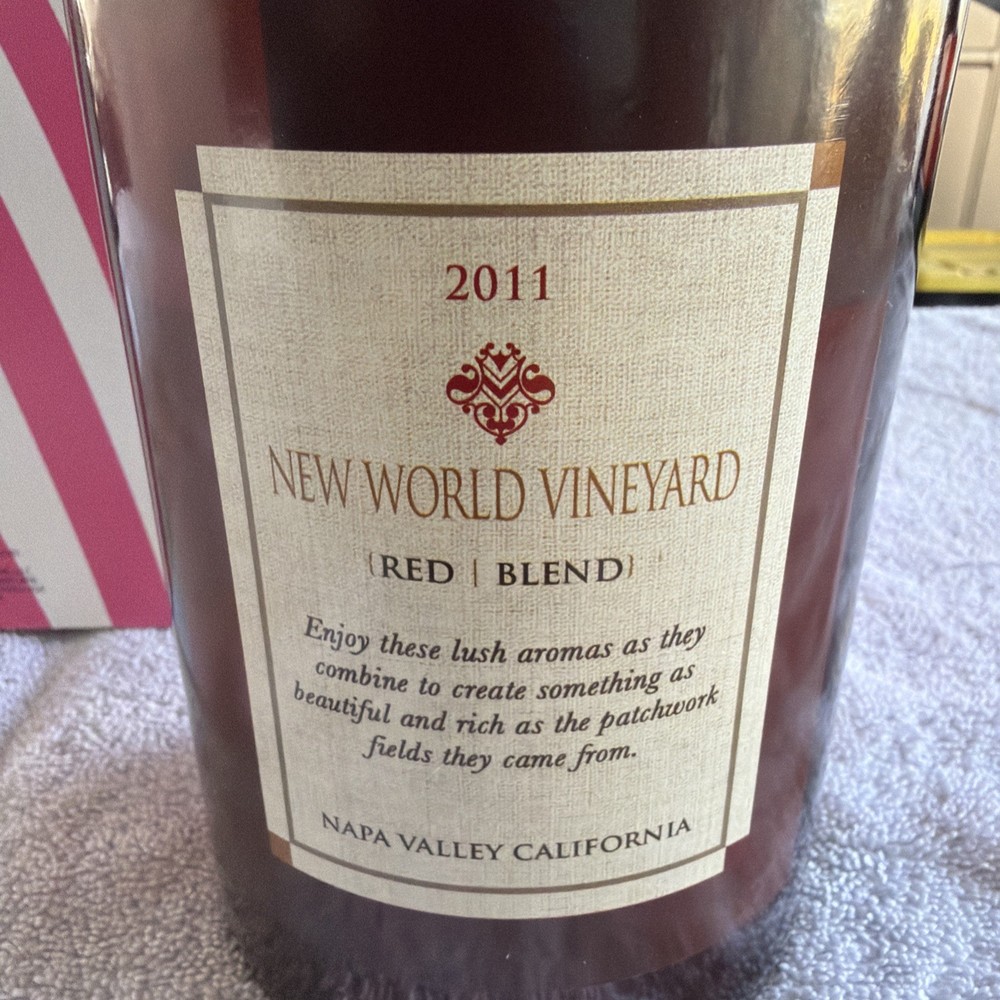 2011
NEW WORLD VINEYARD
{RED | BLEND}
Enjoy these lush aromas as they
combine to create something as
beautiful and rich as the patchwork
fields they came from.
NAPA VALLEY CALIFORNIA